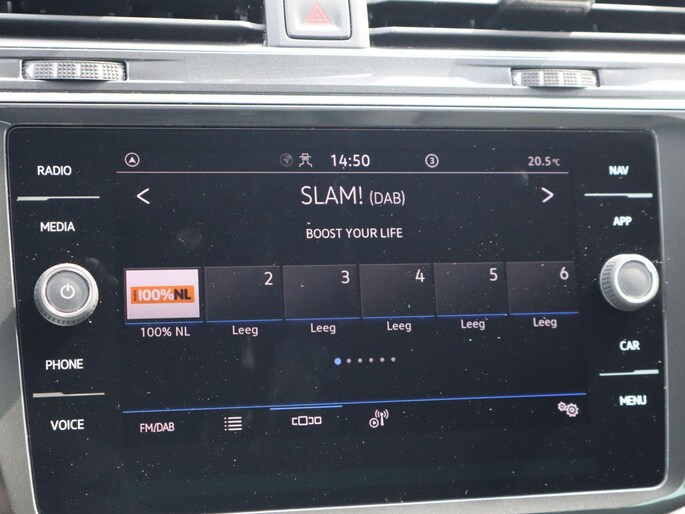 14:50
3
20.5°C
RADIO
NAV
SLAM! (DAB)
MEDIA
APP
BOOST YOUR LIFE
100%NL
2
3
4
5
6
100% NL
Leeg
Leeg
Leeg
Leeg
Leeg
PHONE
CAR
VOICE
MENU
FM/DAB